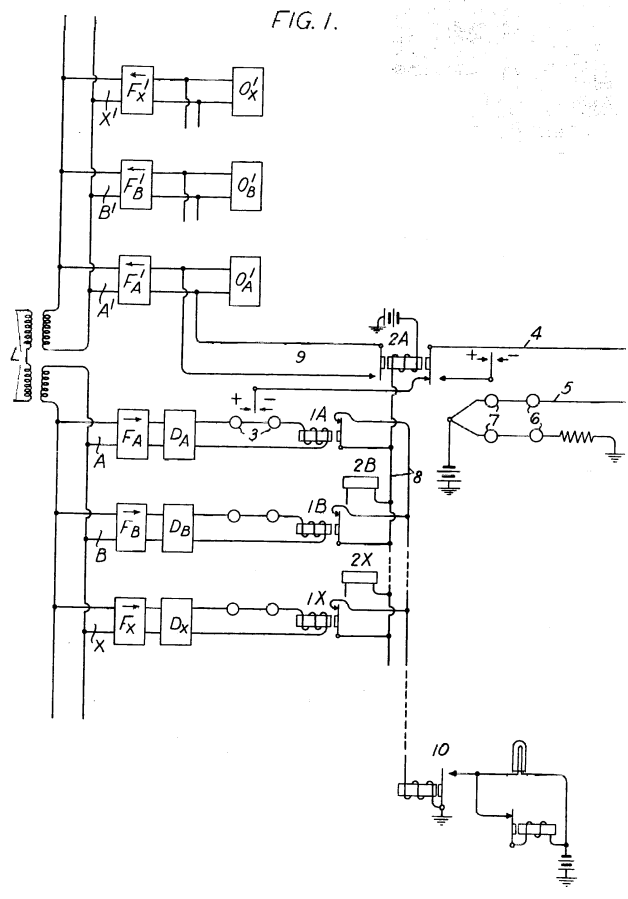 FIG. 1.
F'X
O'X
X'
F'B
O'B
B'
F'A
O'A
A'
2A
4
L
9
+ -
5
+ -
7 6
FA DA 3 1A
A
8
2B
FB DB 1B
B
2X
FX DX 1X
X
10